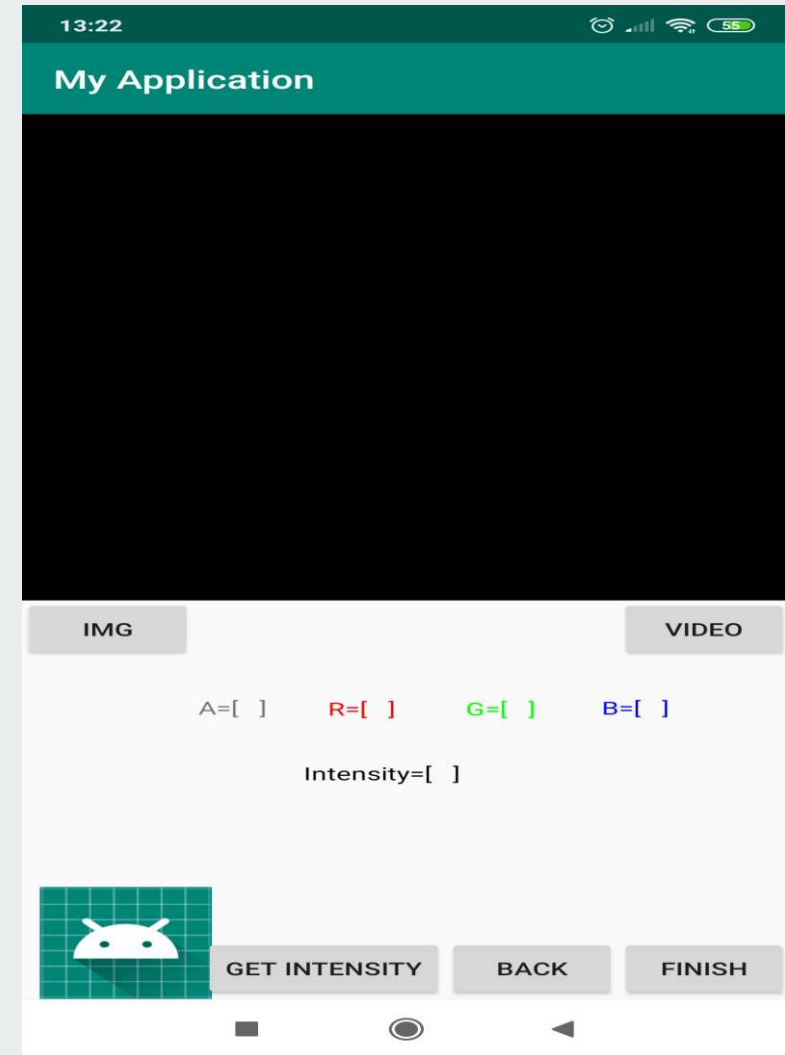 13:22 55
My Application
IMG VIDEO
A=[ ] R=[ ] G=[ ] B=[ ]
Intensity=[ ]
GET INTENSITY BACK FINISH